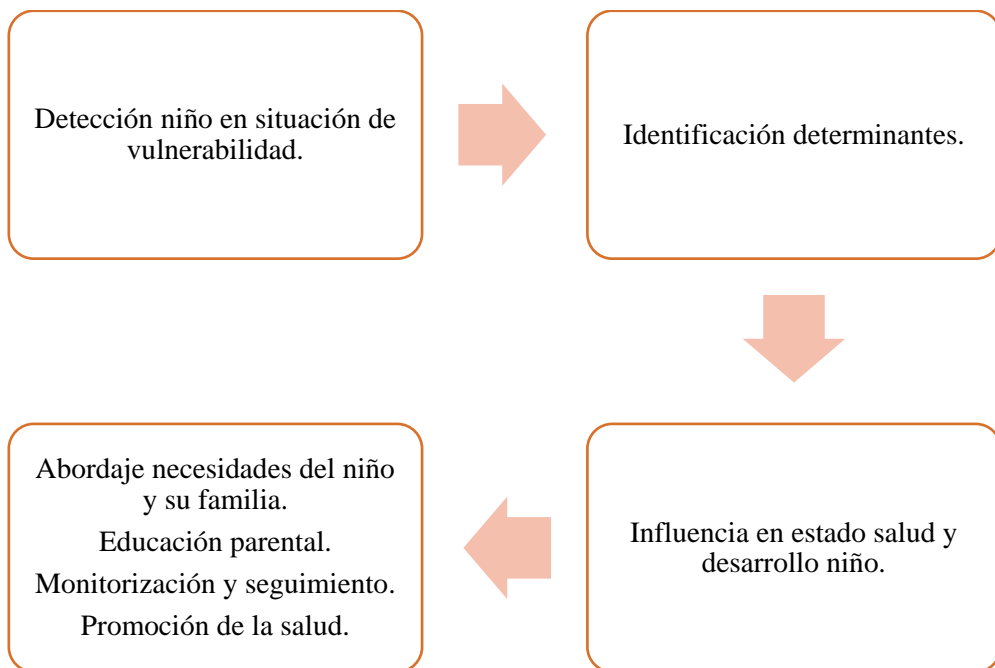 Detección niño en situación de
vulnerabilidad.
Identificación determinantes.
Influencia en estado salud y
desarrollo niño.
Abordaje necesidades del niño
y su familia.
Educación parental.
Monitorización y seguimiento.
Promoción de la salud.